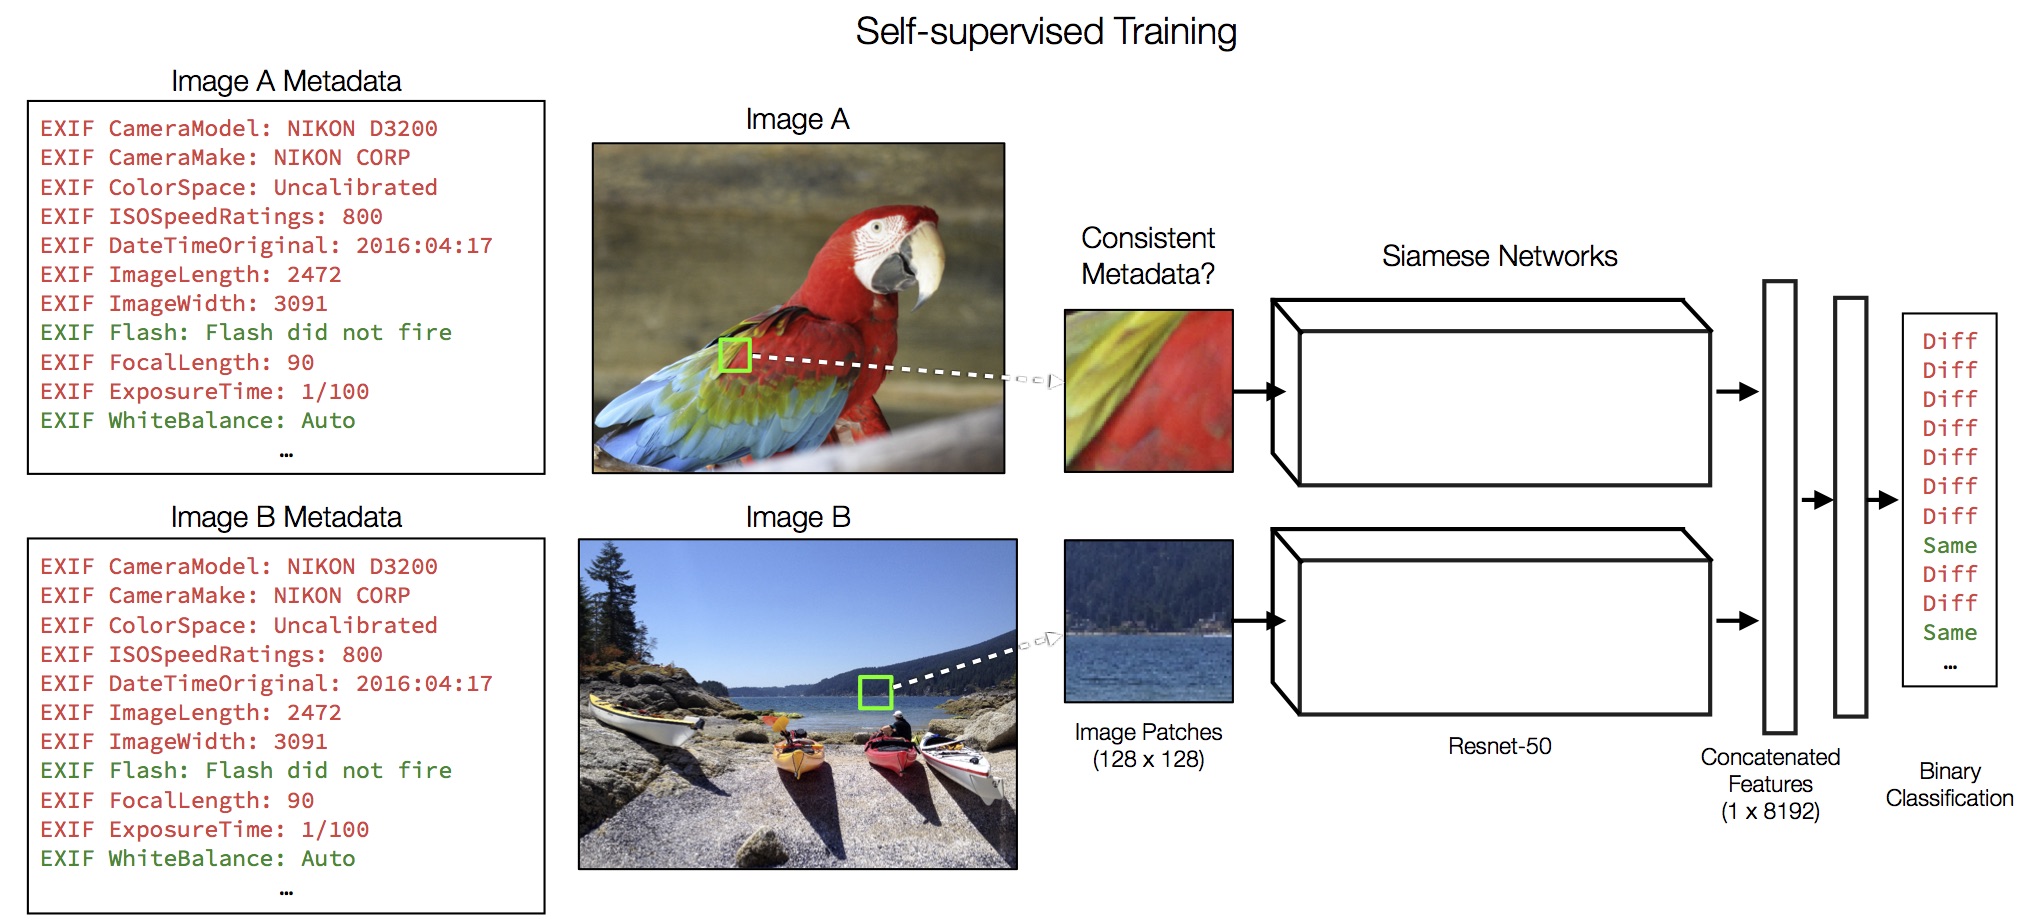 Self-supervised Training
Image A Metadata
EXIF CameraModel: NIKON D3200
EXIF CameraMake: NIKON CORP
EXIF ColorSpace: Uncalibrated
EXIF ISOSpeedRatings: 800
EXIF DateTimeOriginal: 2016:04:17
EXIF ImageLength: 2472
EXIF ImageWidth: 3091
EXIF Flash: Flash did not fire
EXIF FocalLength: 90
EXIF ExposureTime: 1/100
EXIF WhiteBalance: Auto
…
Image B Metadata
EXIF CameraModel: NIKON D3200
EXIF CameraMake: NIKON CORP
EXIF ColorSpace: Uncalibrated
EXIF ISOSpeedRatings: 800
EXIF DateTimeOriginal: 2016:04:17
EXIF ImageLength: 2472
EXIF ImageWidth: 3091
EXIF Flash: Flash did not fire
EXIF FocalLength: 90
EXIF ExposureTime: 1/100
EXIF WhiteBalance: Auto
…
Image A
Image B
Consistent
Metadata?
Image Patches
(128 x 128)
Siamese Networks
Resnet-50
Concatenated
Features
(1 x 8192)
Diff
Diff
Diff
Diff
Diff
Diff
Diff
Same
Diff
Diff
Same
…
Binary
Classification